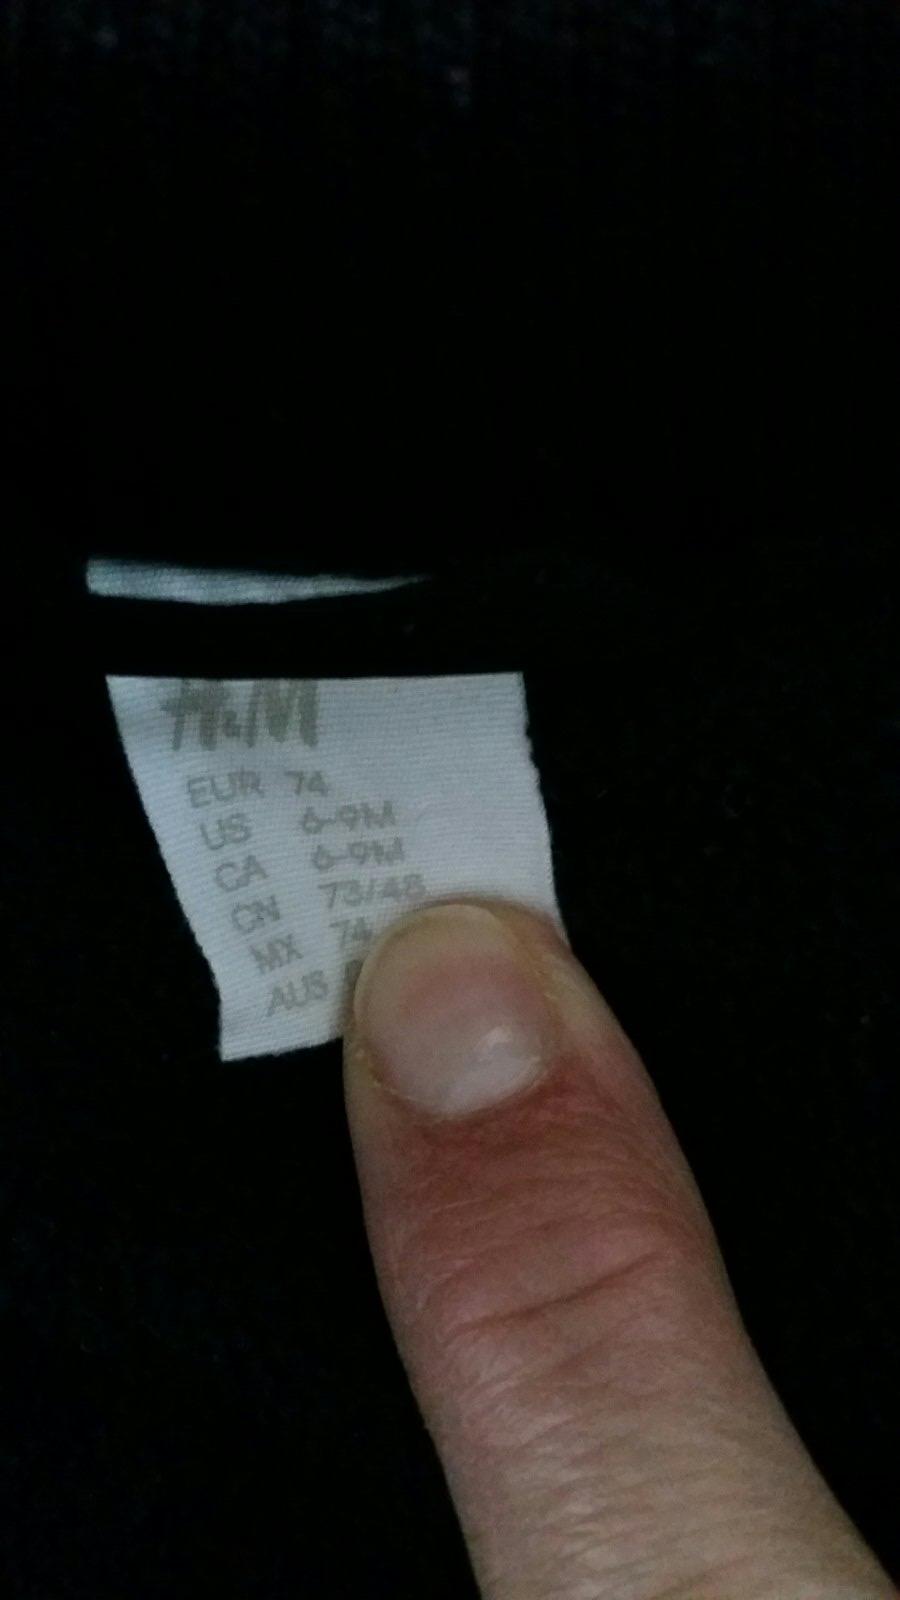 H&M
EUR 74
US 6-9M
CA 6-9M
CN 73/48
MX 74
AUS